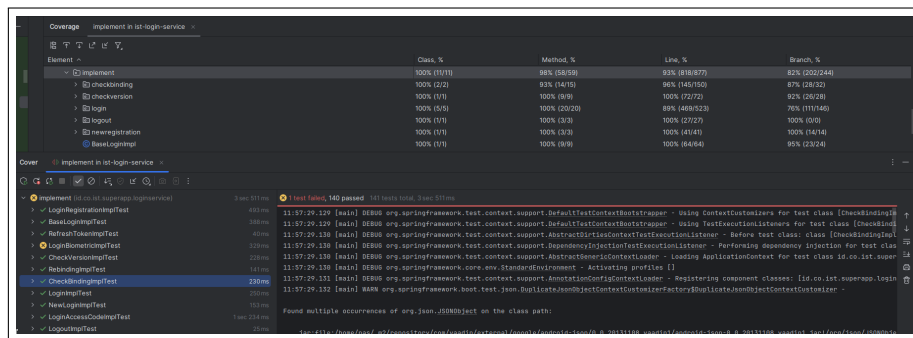 Coverage implement in ist-login-service ×
Element Class, % Method, % Line, % Branch, %
implement 100% (11/11) 98% (58/59) 93% (818/877) 82% (202/244)
checkbinding 100% (2/2) 93% (14/15) 96% (145/150) 87% (28/32)
checkversion 100% (1/1) 100% (9/9) 100% (72/72) 92% (26/28)
login 100% (5/5) 100% (20/20) 89% (469/523) 76% (111/146)
logout 100% (1/1) 100% (3/3) 100% (27/27) 100% (0/0)
newregistration 100% (1/1) 100% (3/3) 100% (41/41) 100% (14/14)
BaseLoginImpl 100% (1/1) 100% (9/9) 100% (64/64) 95% (23/24)
Cover implement in ist-login-service ×
implement (id.co.ist.superapp.loginservice) 3 sec 511 ms
LoginRegistrationImplTest 493 ms
BaseLoginImplTest
RefreshTokenImplTest
LoginBiometricImplTest
CheckVersionImplTest
RebindingImplTest 141 ms
CheckBindingImplTest 230 ms
LoginImplTest 250 ms
NewLoginImplTest 153 ms
LoginAccessCodeImplTest 1 sec 234 ms
LogoutImplTest
1 test failed, 140 passed 141 tests total, 3 sec 511 ms
11:57:29.129 [main] DEBUG org.springframework.test.context.support.DefaultTestContextBootstrapper - Using ContextCustomizers for test class [CheckBindingIm
11:57:29.129 [main] DEBUG org.springframework.test.context.support.DefaultTestContextBootstrapper - Using TestExecutionListeners for test class [CheckBindi
11:57:29.130 [main] DEBUG org.springframework.test.context.support.AbstractDirtiesContextTestExecutionListener - Before test class: class [CheckBindingImpl
11:57:29.130 [main] DEBUG org.springframework.test.context.support.DependencyInjectionTestExecutionListener - Performing dependency injection for test clas
11:57:29.130 [main] DEBUG org.springframework.test.context.support.AbstractGenericContextLoader - Loading ApplicationContext for test class id.co.ist.super
11:57:29.130 [main] DEBUG org.springframework.core.env.StandardEnvironment - Activating profiles []
11:57:29.131 [main] DEBUG org.springframework.test.context.support.AnnotationConfigContextLoader - Registering component classes: [id.co.ist.superapp.login
11:57:29.132 [main] WARN org.springframework.boot.test.json.DuplicateJsonObjectContextCustomizerFactory$DuplicateJsonObjectContextCustomizer -
Found multiple occurrences of org.json.JSONObject on the class path: